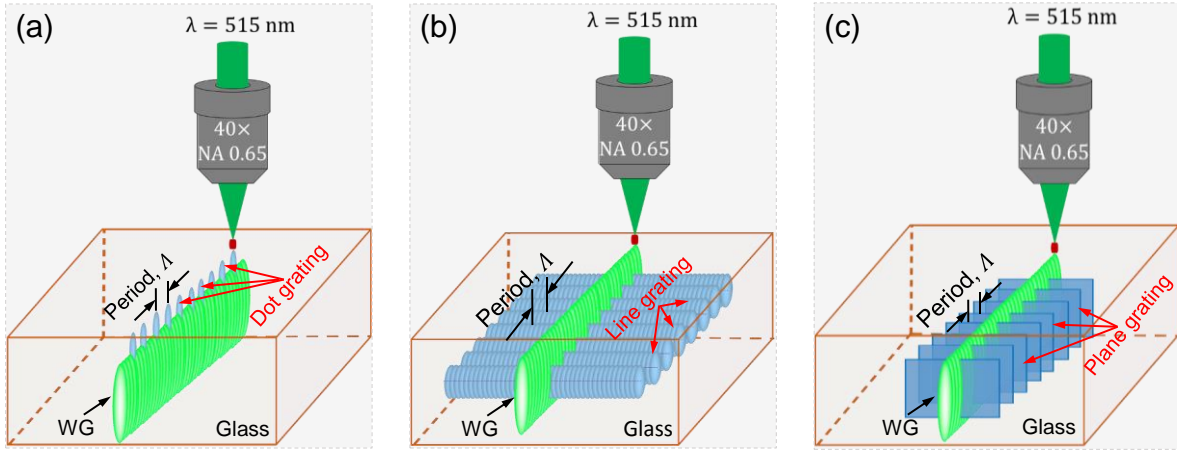 (a)
λ = 515 nm
40×
NA 0.65
Period, Λ
Dot grating
WG
Glass
(b)
λ = 515 nm
40×
NA 0.65
Period, Λ
Line grating
WG
Glass
(c)
λ = 515 nm
40×
NA 0.65
Period, Λ
Plane grating
WG
Glass